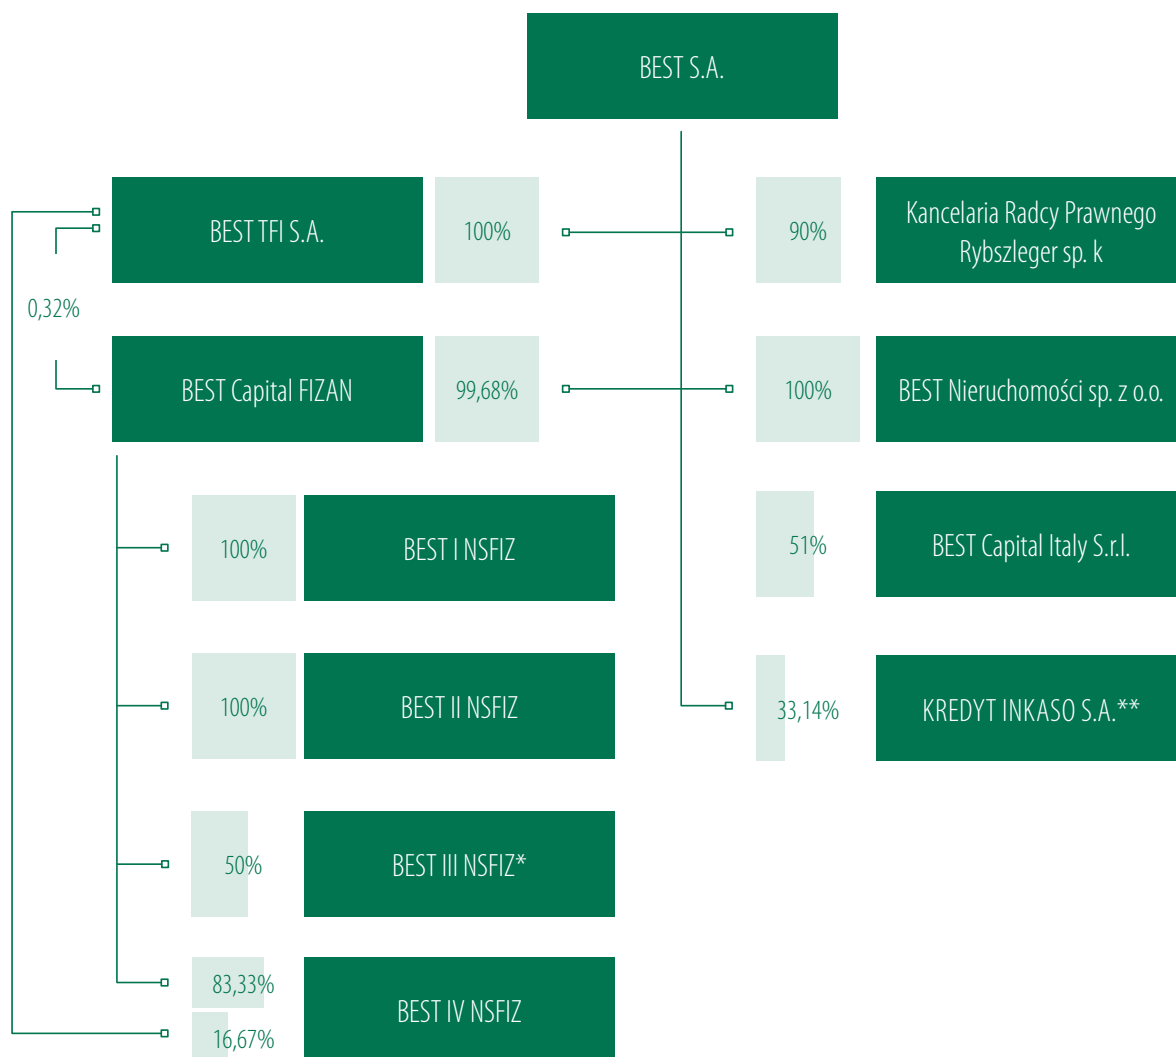 BEST S.A.
BEST TFI S.A.
100%
90%
Kancelaria Radcy Prawnego
Rybszleger sp. k
0,32%
BEST Capital FIZAN
99,68%
100%
BEST Nieruchomości sp. z o.o.
100%
BEST I NSFIZ
51%
BEST Capital Italy S.r.l.
100%
BEST II NSFIZ
33,14%
KREDYT INKASO S.A.**
50%
BEST III NSFIZ*
83,33%
BEST IV NSFIZ
16,67%